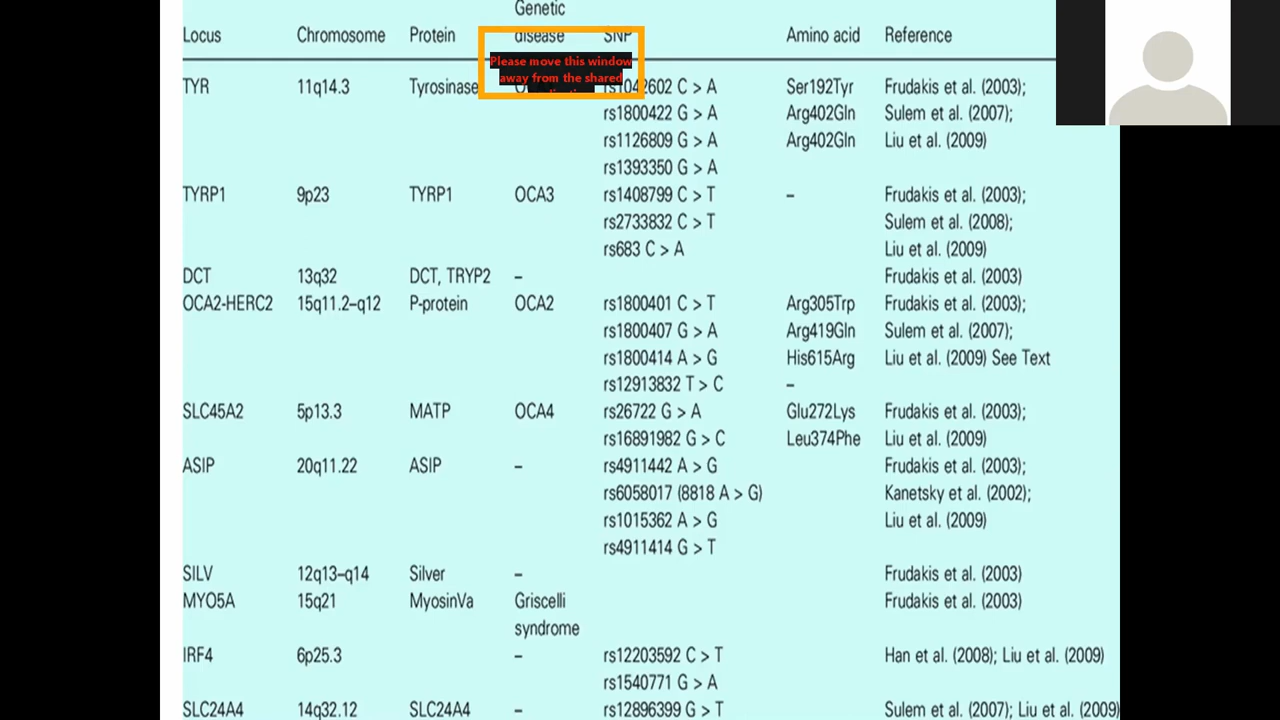 Genetic
Locus Chromosome Protein disease SNP Amino acid Reference
Please move this window
away from the shared
TYR 11q14.3 Tyrosinase rs1042602 C > A Ser192Tyr Frudakis et al. (2003);
rs1800422 G > A Arg402Gln Sulem et al. (2007);
rs1126809 G > A Arg402Gln Liu et al. (2009)
rs1393350 G > A
TYRP1 9p23 TYRP1 OCA3 rs1408799 C > T – Frudakis et al. (2003);
rs2733832 C > T Sulem et al. (2008);
rs683 C > A Liu et al. (2009)
DCT 13q32 DCT, TRYP2 – Frudakis et al. (2003)
OCA2-HERC2 15q11.2–q12 P-protein OCA2 rs1800401 C > T Arg305Trp Frudakis et al. (2003);
rs1800407 G > A Arg419Gln Sulem et al. (2007);
rs1800414 A > G His615Arg Liu et al. (2009) See Text
rs12913832 T > C –
SLC45A2 5p13.3 MATP OCA4 rs26722 G > A Glu272Lys Frudakis et al. (2003);
rs16891982 G > C Leu374Phe Liu et al. (2009)
ASIP 20q11.22 ASIP – rs4911442 A > G Frudakis et al. (2003);
rs6058017 (8818 A > G) Kanetsky et al. (2002);
rs1015362 A > G Liu et al. (2009)
rs4911414 G > T
SILV 12q13–q14 Silver – Frudakis et al. (2003)
MYO5A 15q21 MyosinVa Griscelli Frudakis et al. (2003)
syndrome
IRF4 6p25.3 – rs12203592 C > T Han et al. (2008); Liu et al. (2009)
rs1540771 G > A
SLC24A4 14q32.12 SLC24A4 – rs12896399 G > T Sulem et al. (2007); Liu et al. (2009)